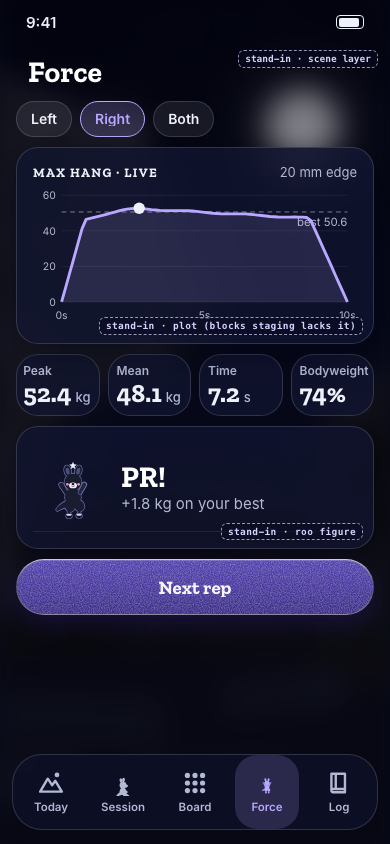 9:41
stand-in · scene layer
Force
Left Right Both
MAX HANG · LIVE 20 mm edge
60
best 50.6
40
20
0
0s 5s 10s
stand-in · plot (blocks staging lacks it)
Peak Mean Time Bodyweight
52.4 kg 48.1 kg 7.2 s 74%
PR!
+1.8 kg on your best
stand-in · roo figure
Next rep
Today Session Board Force Log